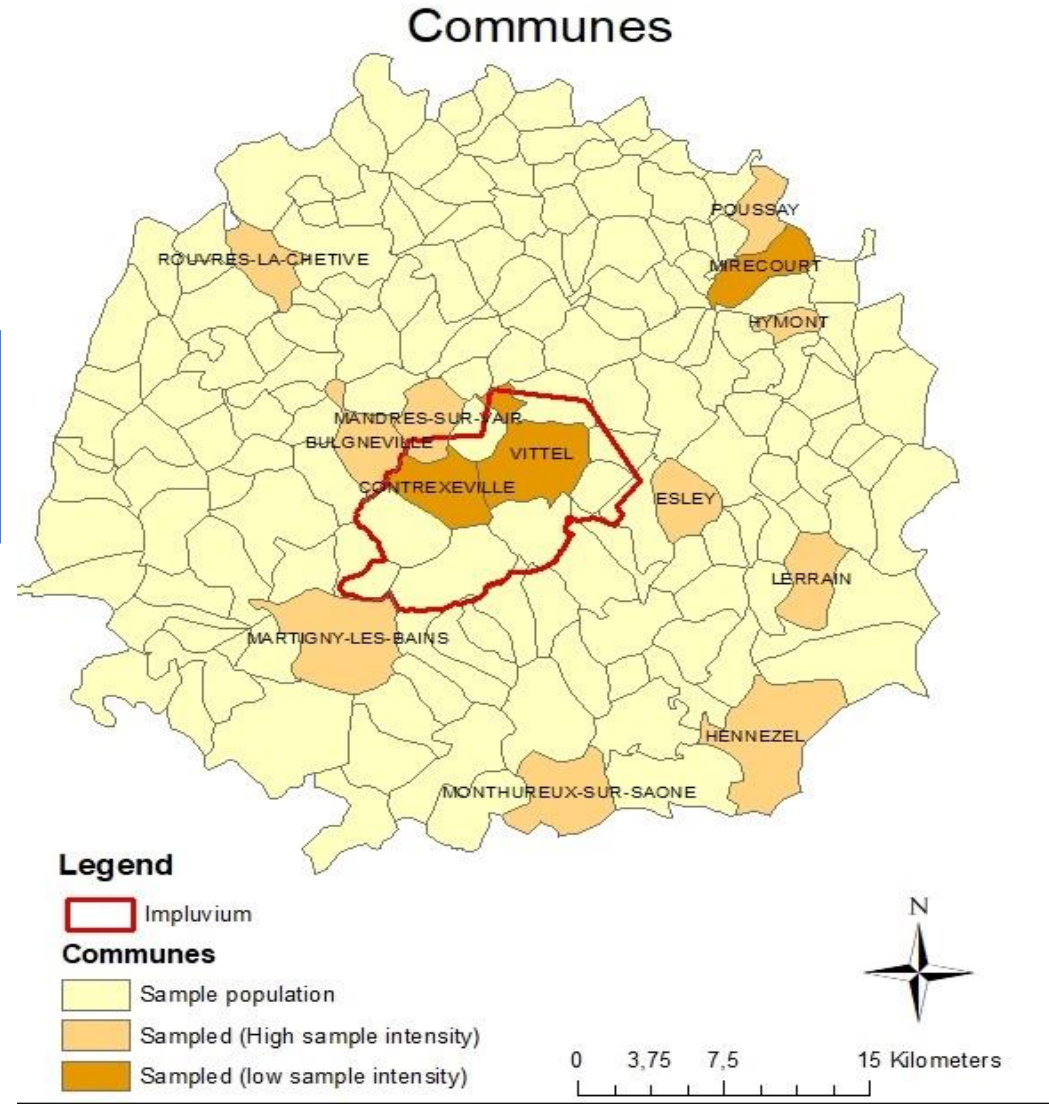 Communes
POUSSAY
ROUVRES-LA-CHETIVE
MIRECOURT
HYMONT
MANDRES-SUR-VAIR
BULGNEVILLE
VITTEL
CONTREXEVILLE
ESLEY
LERRAIN
MARTIGNY-LES-BAINS
HENNEZEL
MONTHUREUX-SUR-SAONE
Legend
Impluvium
Communes
Sample population
Sampled (High sample intensity)
Sampled (low sample intensity)
N
0 3,75 7,5 15 Kilometers